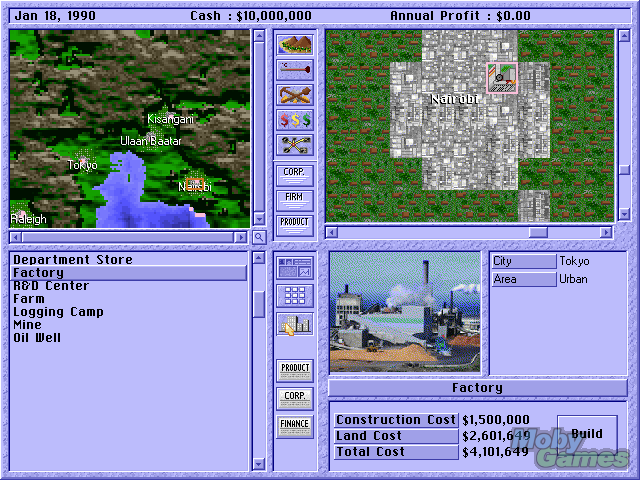 Jan 18, 1990 Cash : $10,000,000 Annual Profit : $0.00
Kisangani
Ulaan Baatar
Tokyo
Nairobi
Raleigh
Nairobi
CORP.
FIRM
PRODUCT
Department Store
Factory
R&D Center
Farm
Logging Camp
Mine
Oil Well
PRODUCT
CORP.
FINANCE
City Tokyo
Area Urban
Factory
Construction Cost $1,500,000
Land Cost $2,601,649
Total Cost $4,101,649
Build
Moby
Games